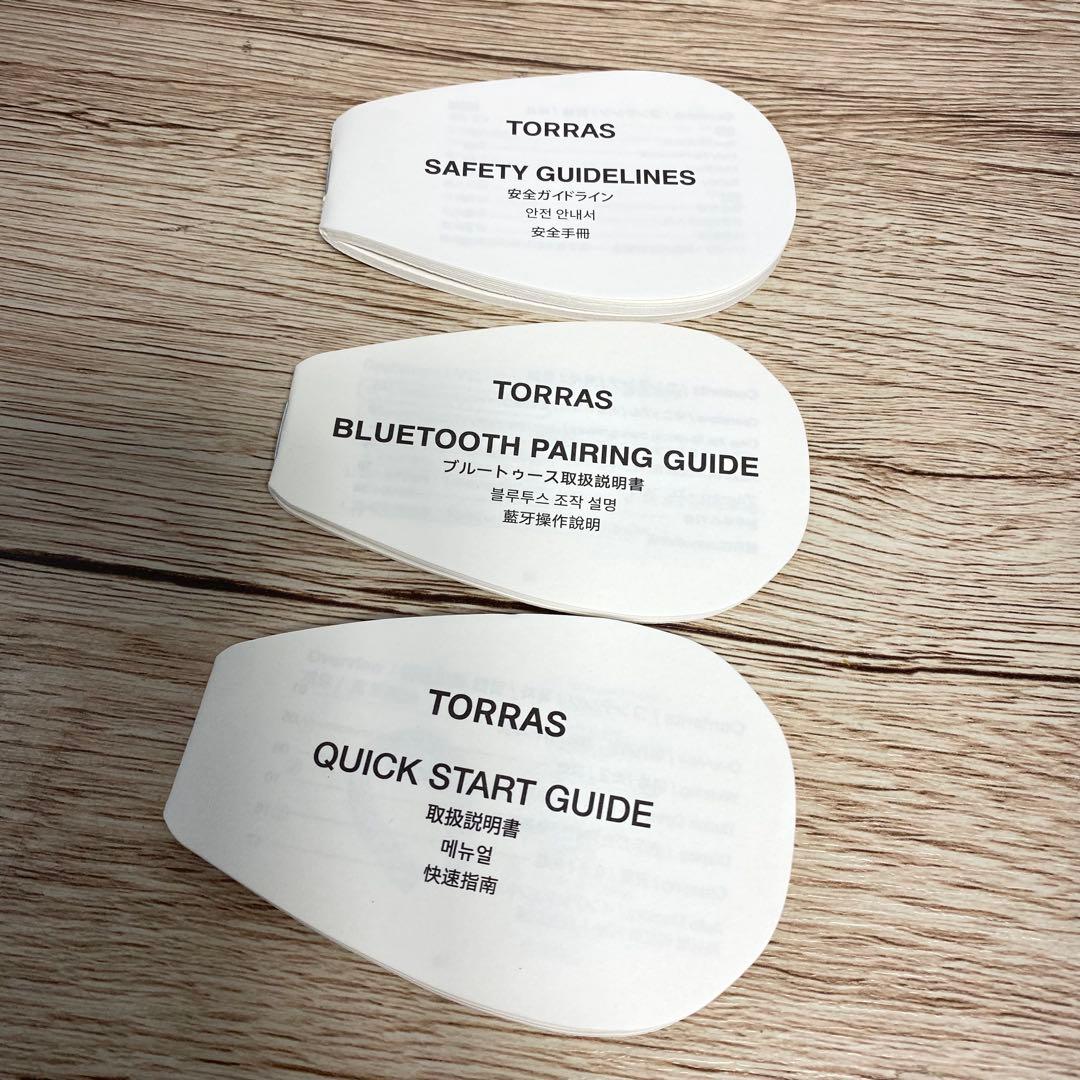 TORRAS
SAFETY GUIDELINES
安全ガイドライン
안전 안내서
安全手冊
TORRAS
BLUETOOTH PAIRING GUIDE
ブルートゥース取扱説明書
블루투스 조작 설명
藍牙操作說明
TORRAS
QUICK START GUIDE
取扱説明書
메뉴얼
快速指南